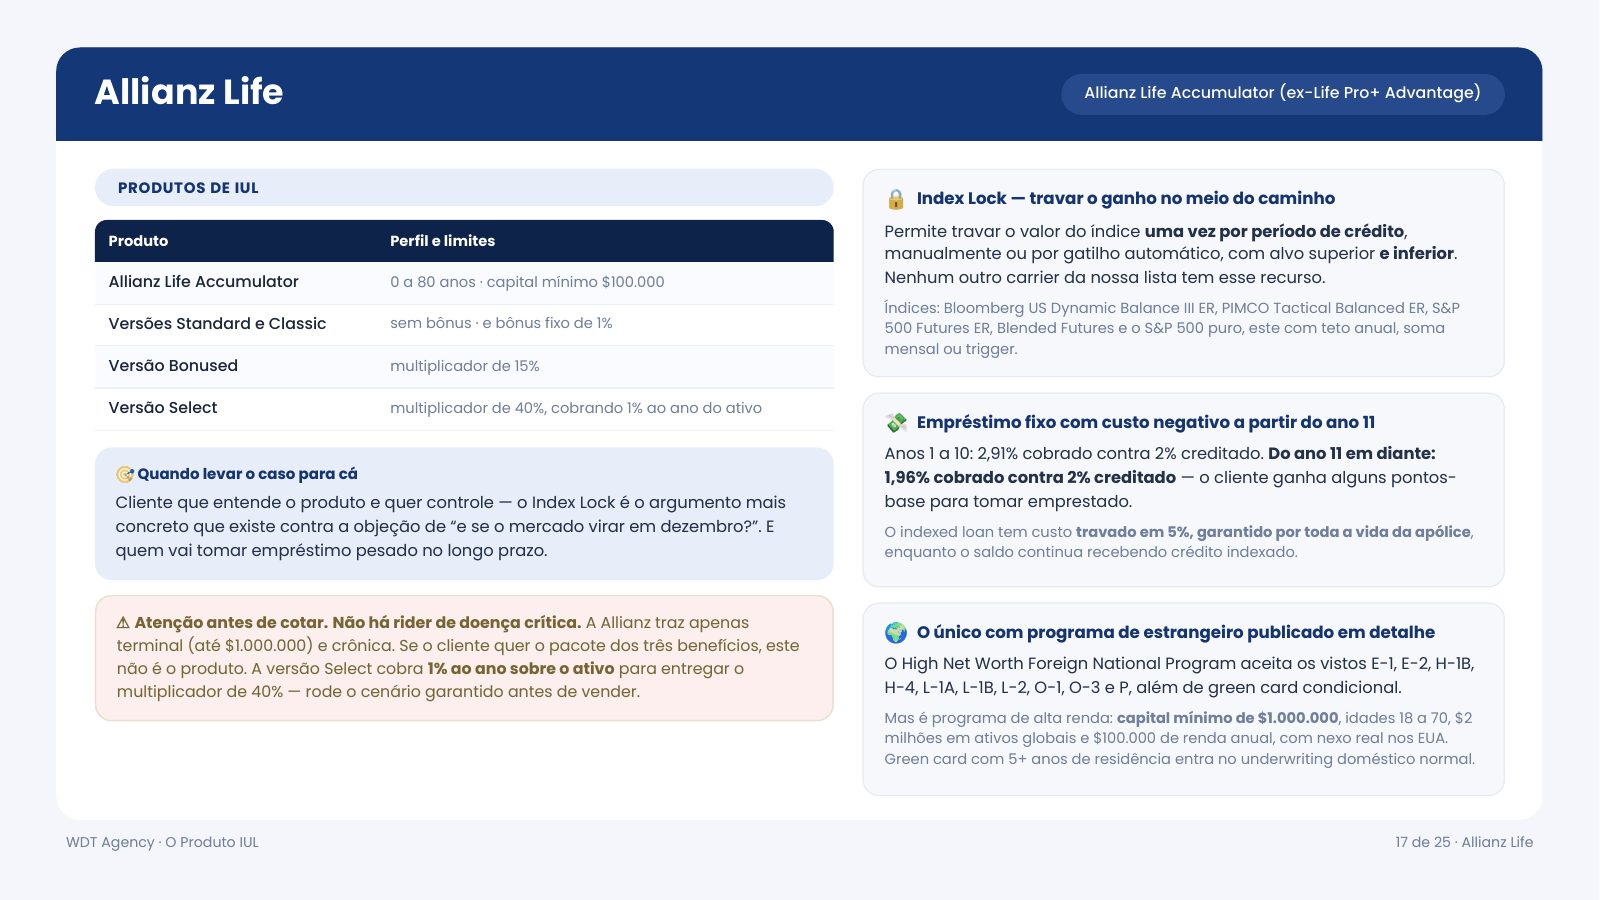 Allianz Life
Allianz Life Accumulator (ex-Life Pro+ Advantage)
PRODUTOS DE IUL
Produto Perfil e limites
Allianz Life Accumulator 0 a 80 anos · capital mínimo $100.000
Versões Standard e Classic sem bônus · e bônus fixo de 1%
Versão Bonused multiplicador de 15%
Versão Select multiplicador de 40%, cobrando 1% ao ano do ativo
🎯 Quando levar o caso para cá
Cliente que entende o produto e quer controle — o Index Lock é o argumento mais
concreto que existe contra a objeção de “e se o mercado virar em dezembro?”. E
quem vai tomar empréstimo pesado no longo prazo.
⚠ Atenção antes de cotar. Não há rider de doença crítica. A Allianz traz apenas
terminal (até $1.000.000) e crônica. Se o cliente quer o pacote dos três benefícios, este
não é o produto. A versão Select cobra 1% ao ano sobre o ativo para entregar o
multiplicador de 40% — rode o cenário garantido antes de vender.
🔒 Index Lock — travar o ganho no meio do caminho
Permite travar o valor do índice uma vez por período de crédito,
manualmente ou por gatilho automático, com alvo superior e inferior.
Nenhum outro carrier da nossa lista tem esse recurso.
Índices: Bloomberg US Dynamic Balance III ER, PIMCO Tactical Balanced ER, S&P
500 Futures ER, Blended Futures e o S&P 500 puro, este com teto anual, soma
mensal ou trigger.
💸 Empréstimo fixo com custo negativo a partir do ano 11
Anos 1 a 10: 2,91% cobrado contra 2% creditado. Do ano 11 em diante:
1,96% cobrado contra 2% creditado — o cliente ganha alguns pontos-
base para tomar emprestado.
O indexed loan tem custo travado em 5%, garantido por toda a vida da apólice,
enquanto o saldo continua recebendo crédito indexado.
🌍 O único com programa de estrangeiro publicado em detalhe
O High Net Worth Foreign National Program aceita os vistos E-1, E-2, H-1B,
H-4, L-1A, L-1B, L-2, O-1, O-3 e P, além de green card condicional.
Mas é programa de alta renda: capital mínimo de $1.000.000, idades 18 a 70, $2
milhões em ativos globais e $100.000 de renda anual, com nexo real nos EUA.
Green card com 5+ anos de residência entra no underwriting doméstico normal.
WDT Agency · O Produto IUL
17 de 25 · Allianz Life